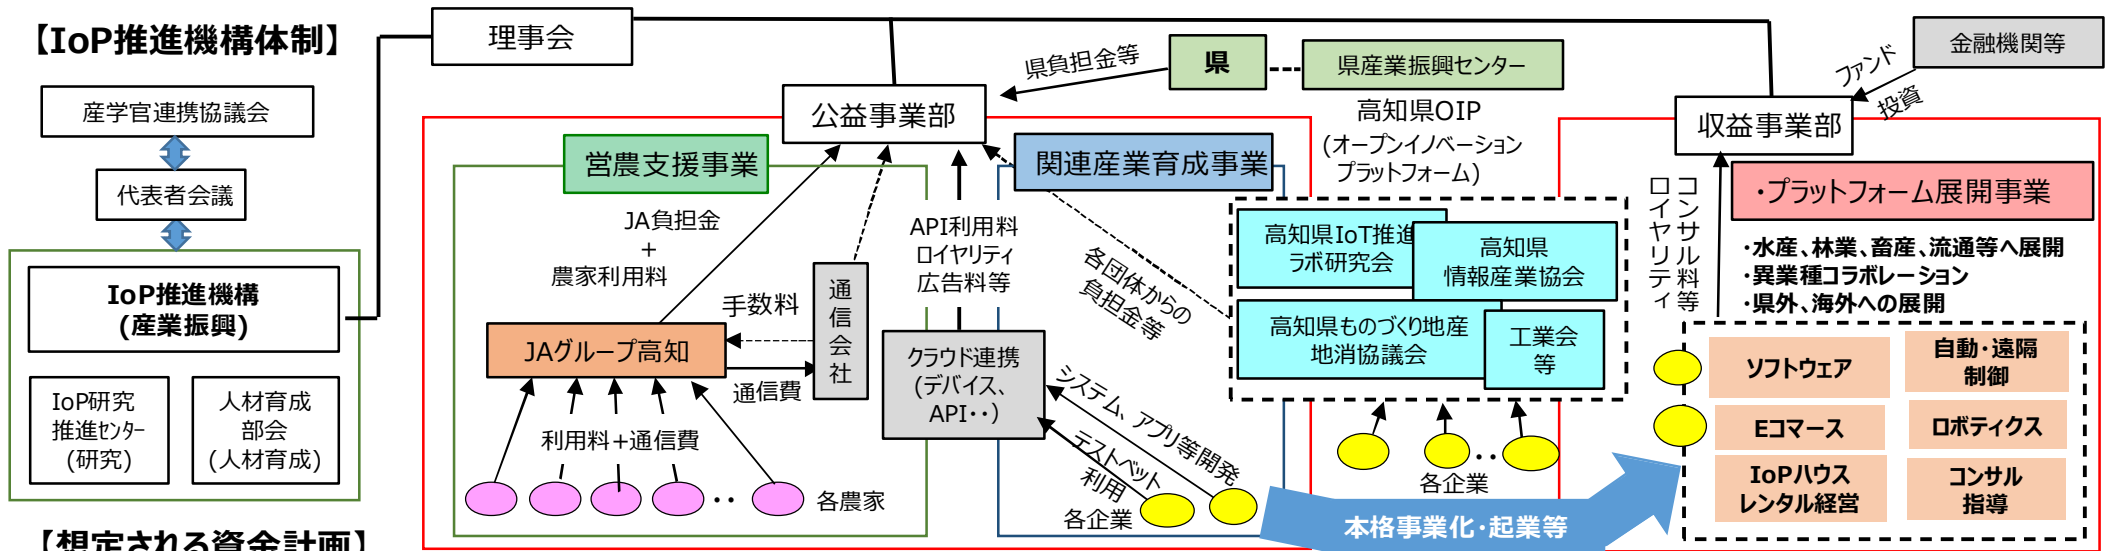 【IoP推進機構体制】
理事会
県負担金等
県
県産業振興センター
金融機関等
ファンド
投資
産学官連携協議会
代表者会議
IoP推進機構
(産業振興)
IoP研究
推進センター
(研究)
人材育成
部会
(人材育成)
公益事業部
高知県OIP
(オープンイノベーション
プラットフォーム)
収益事業部
営農支援事業
関連産業育成事業
・プラットフォーム展開事業
JA負担金
+
農家利用料
API利用料
ロイヤリティ
広告料等
各団体からの
負担金等
手数料
通信会社
JAグループ高知
通信費
クラウド連携
(デバイス、
API・・)
利用料+通信費
・・
各農家
システム、アプリ等開発
テストベット
利用
各企業
高知県IoT推進
ラボ研究会
高知県
情報産業協会
高知県ものづくり地産
地消協議会
工業会
等
・・
各企業
コンサル料等
ロイヤリティ
・水産、林業、畜産、流通等へ展開
・異業種コラボレーション
・県外、海外への展開
ソフトウェア
自動・遠隔
制御
Eコマース
ロボティクス
IoPハウス
レンタル経営
コンサル
指導
本格事業化・起業等
【想定される資金計画】